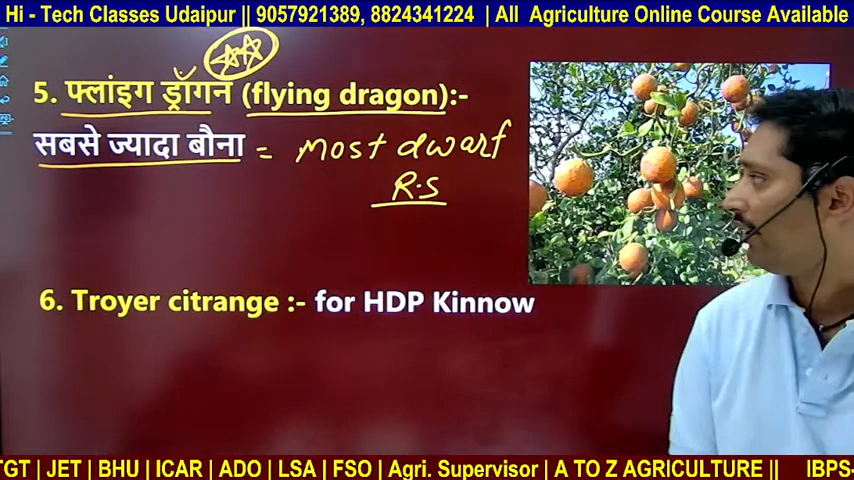 Hi - Tech Classes Udaipur || 9057921389, 8824341224 | All Agriculture Online Course Available
5. फ्लांइग ड्रॉगन (flying dragon):-
सबसे ज्यादा बौना = most dwarf
R.S
6. Troyer citrange :- for HDP Kinnow
TGT | JET | BHU | ICAR | ADO | LSA | FSO | Agri. Supervisor | A TO Z AGRICULTURE || IBPS-